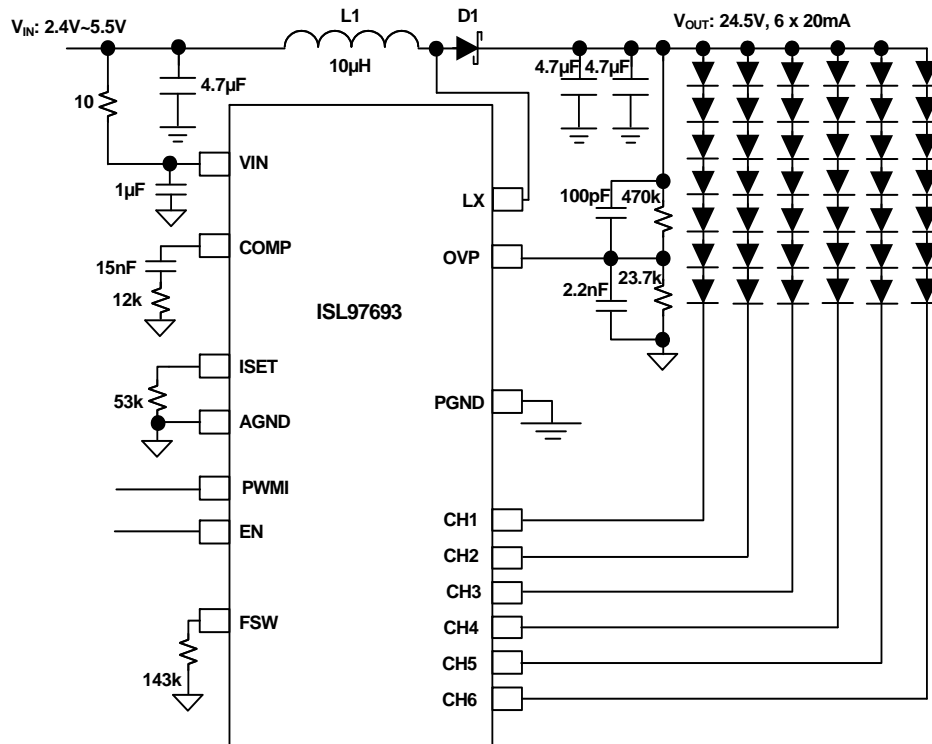 VIN: 2.4V~5.5V
L1
D1
VOUT: 24.5V, 6 x 20mA
10µH
4.7µF
4.7µF 4.7µF
10
VIN
1µF
LX
100pF 470k
COMP
OVP
15nF
12k
2.2nF 23.7k
ISL97693
ISET
53k
AGND
PGND
PWMI
EN
CH1
CH2
CH3
FSW
CH4
143k
CH5
CH6